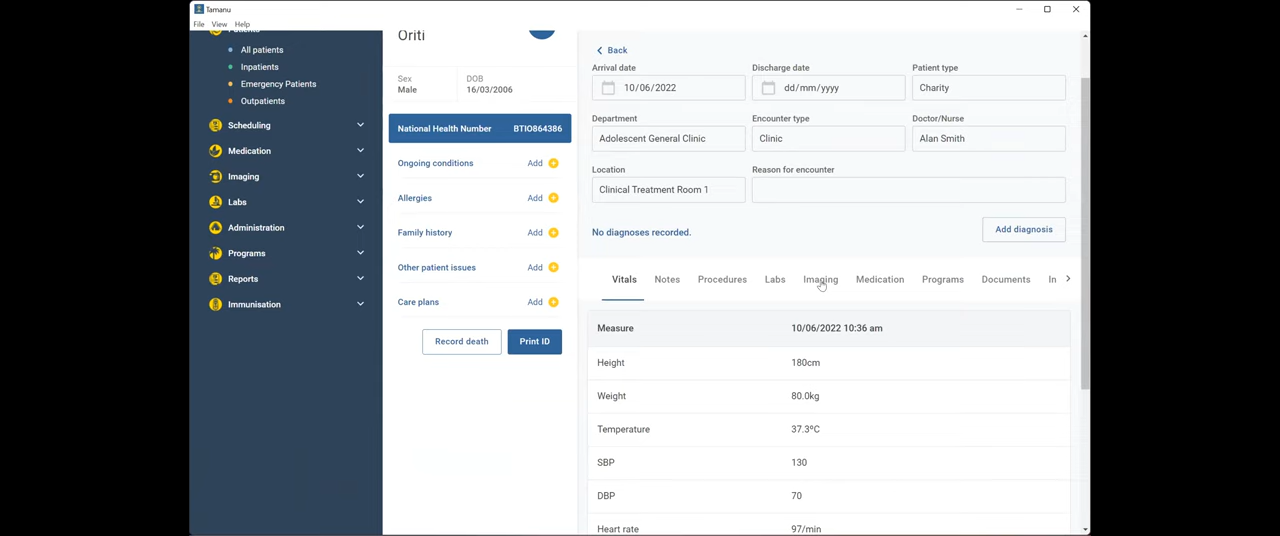 Tamanu
File View Help
Patients
All patients
Inpatients
Emergency Patients
Outpatients
Scheduling
Medication
Imaging
Labs
Administration
Programs
Reports
Immunisation
Oriti
Sex
Male
DOB
16/03/2006
National Health Number BTIO864386
Ongoing conditions Add
Allergies Add
Family history Add
Other patient issues Add
Care plans Add
Record death Print ID
Back
Arrival date Discharge date Patient type
10/06/2022 dd/mm/yyyy Charity
Department Encounter type Doctor/Nurse
Adolescent General Clinic Clinic Alan Smith
Location Reason for encounter
Clinical Treatment Room 1
No diagnoses recorded. Add diagnosis
Vitals Notes Procedures Labs Imaging Medication Programs Documents In
Measure 10/06/2022 10:36 am
Height 180cm
Weight 80.0kg
Temperature 37.3ºC
SBP 130
DBP 70
Heart rate 97/min